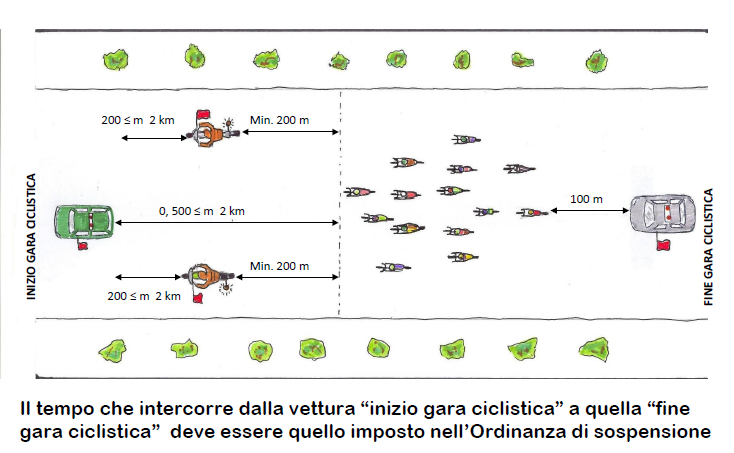 200 ≤ m  2 km
Min. 200 m
INIZIO GARA CICLISTICA
0, 500 ≤ m  2 km
100 m
FINE GARA CICLISTICA
Min. 200 m
200 ≤ m  2 km
Il tempo che intercorre dalla vettura “inizio gara ciclistica” a quella “fine
gara ciclistica”  deve essere quello imposto nell’Ordinanza di sospensione